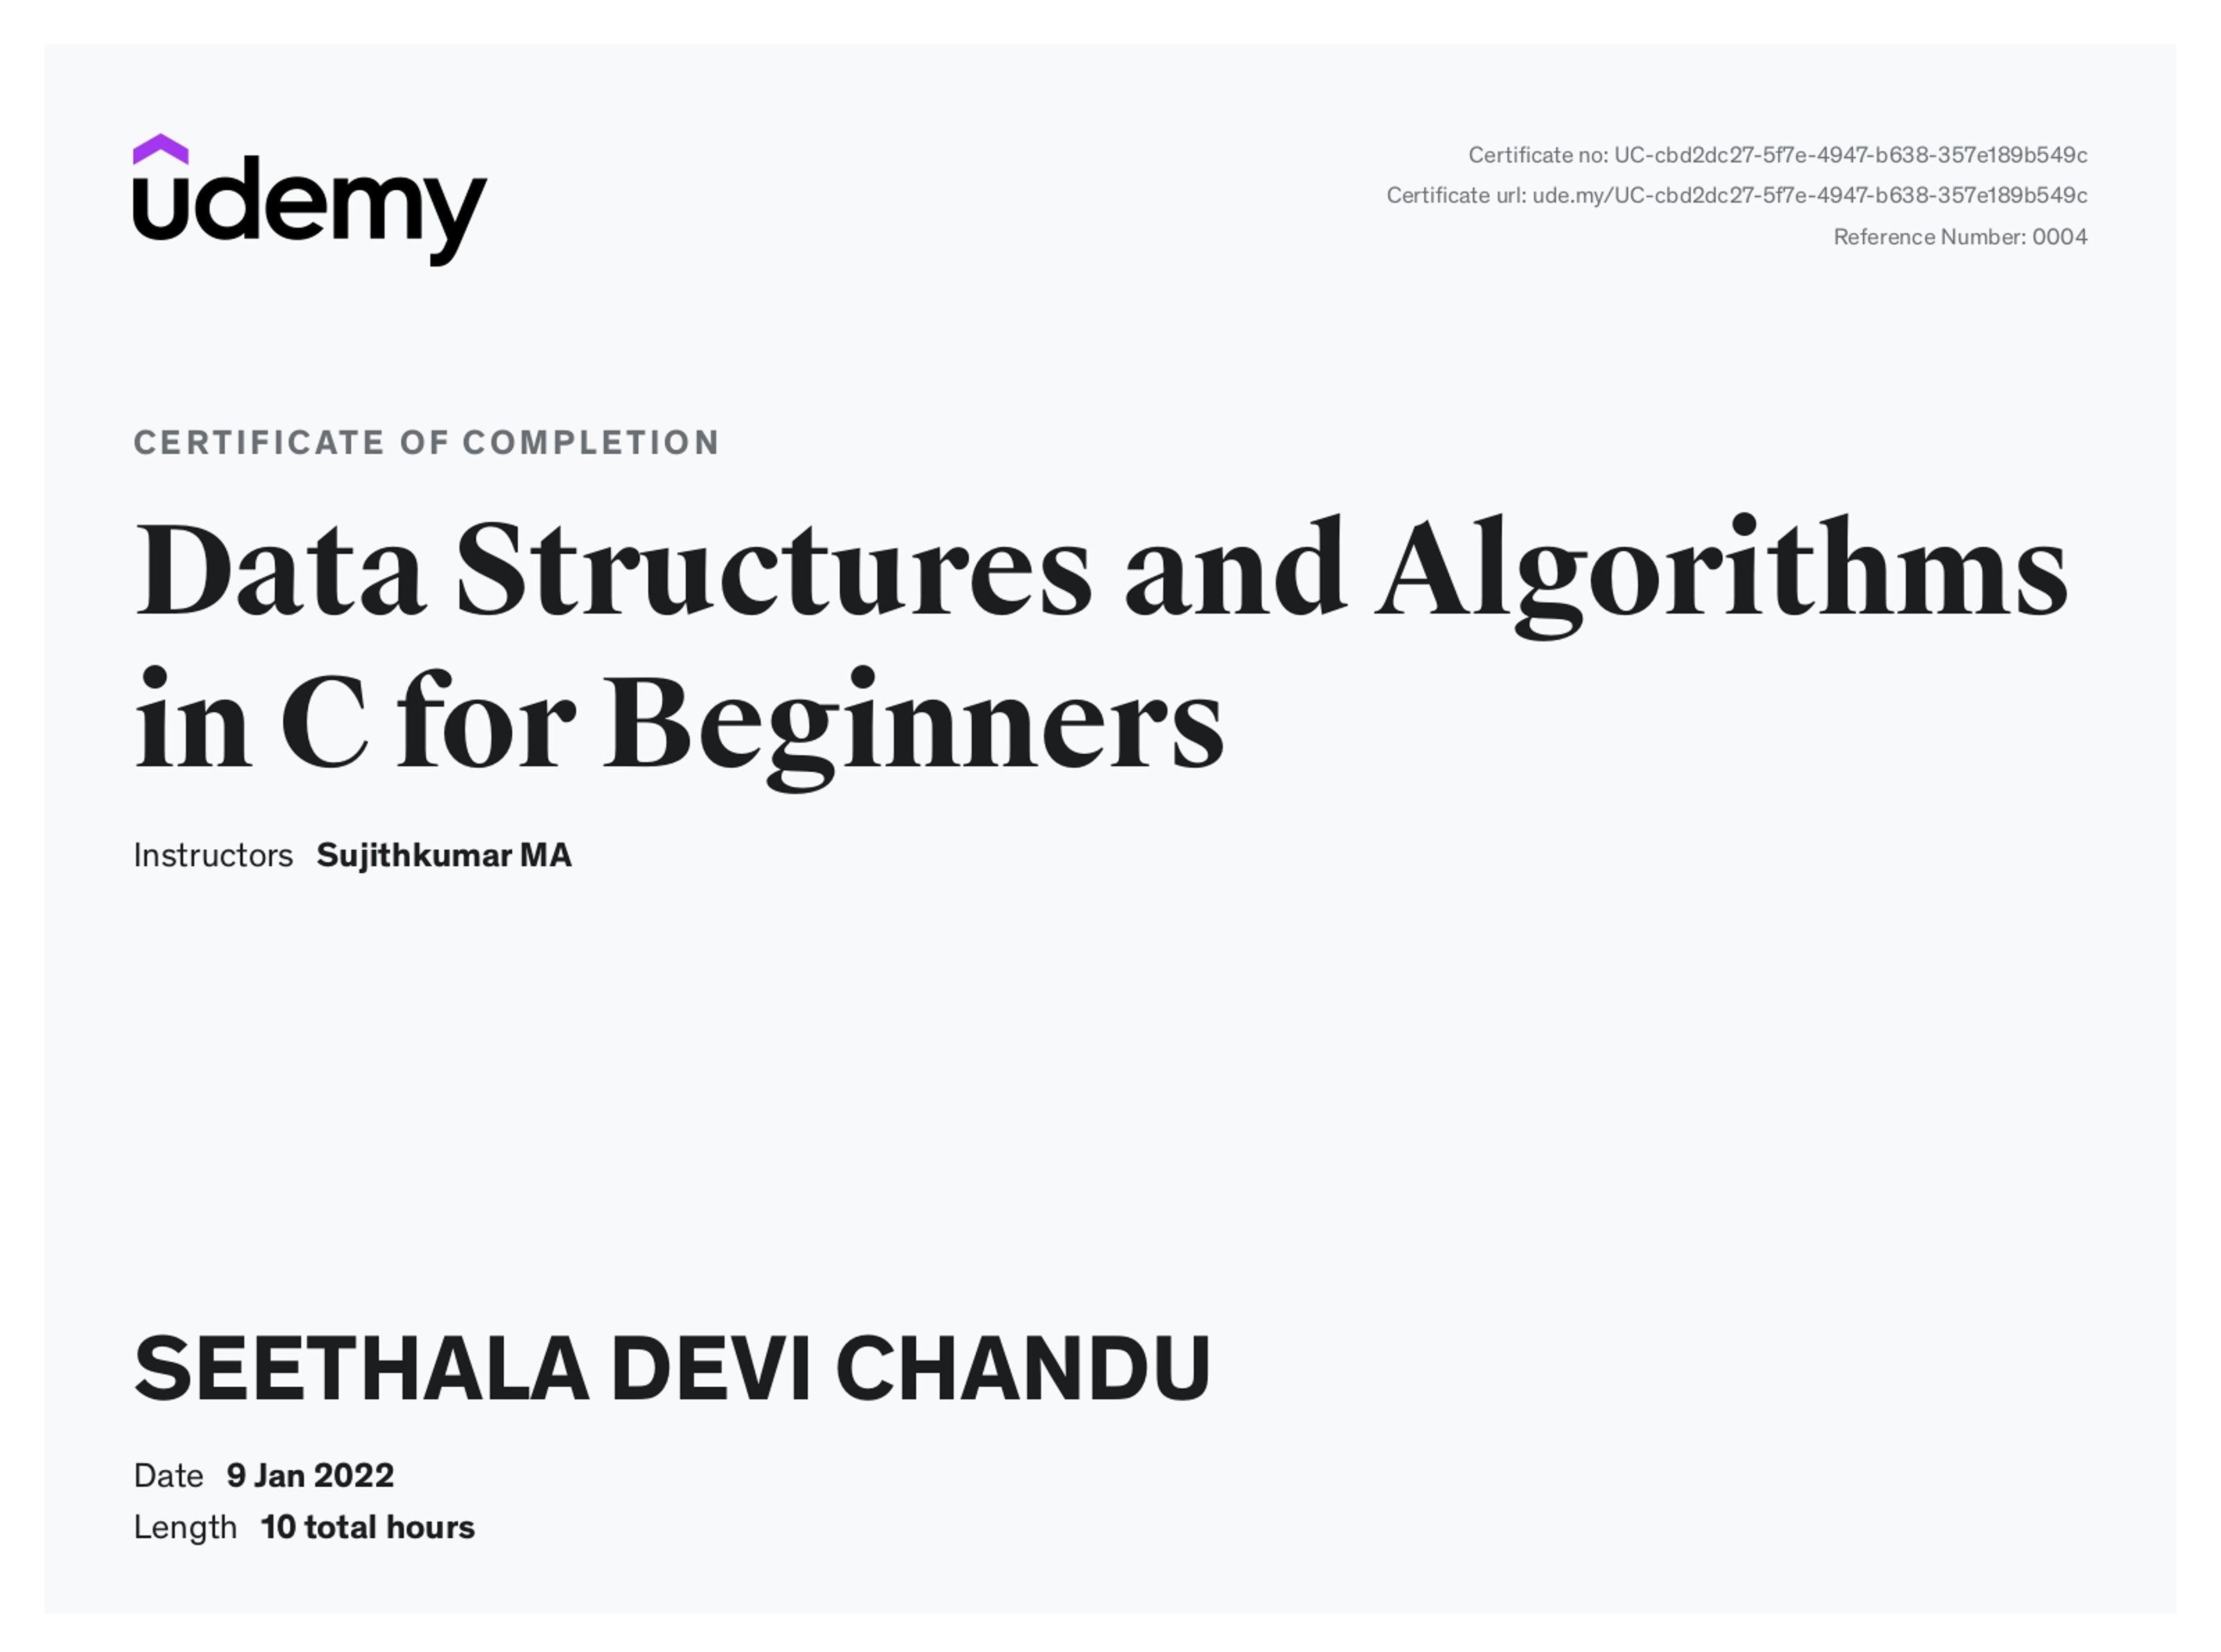 udemy
Certificate no: UC-cbd2dc27-5f7e-4947-b638-357e189b549c
Certificate url: ude.my/UC-cbd2dc27-5f7e-4947-b638-357e189b549c
Reference Number: 0004
CERTIFICATE OF COMPLETION
Data Structures and Algorithms
in C for Beginners
Instructors Sujithkumar MA
SEETHALA DEVI CHANDU
Date 9 Jan 2022
Length 10 total hours